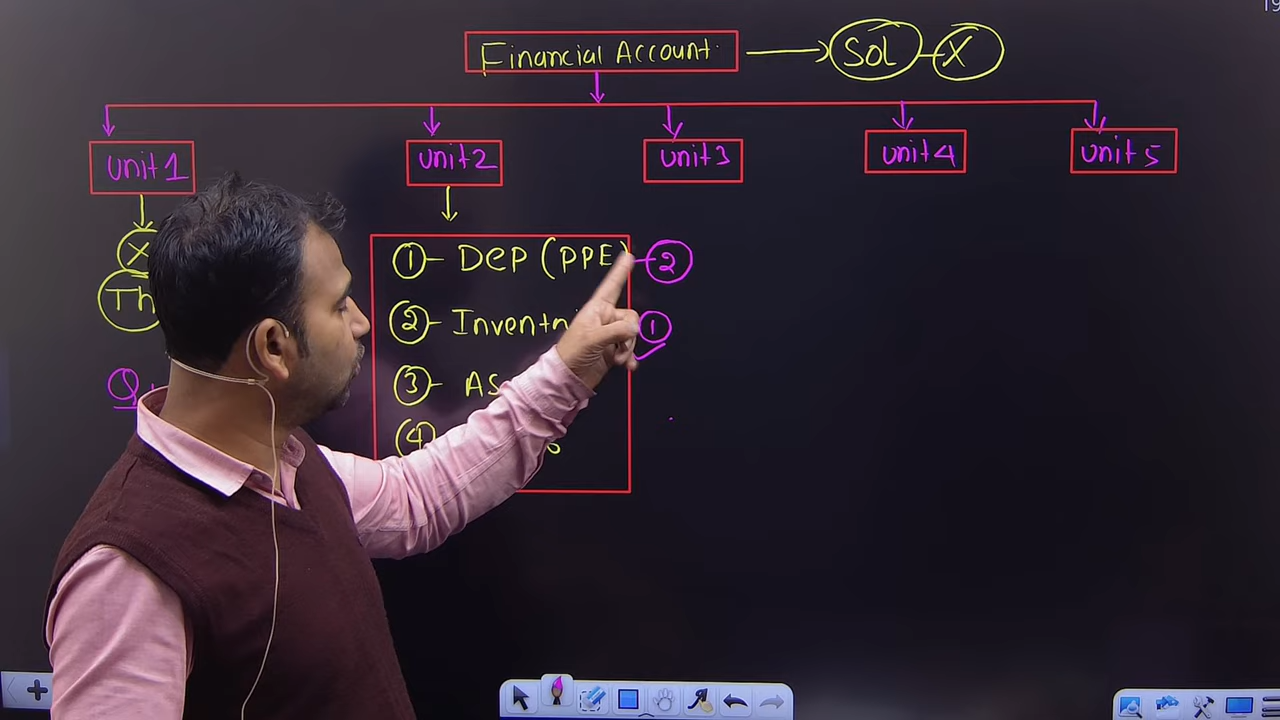 Financial Account → SOL - X
Unit 1 Unit 2 Unit 3 Unit 4 Unit 5
X
Th
① - Dep (PPE) - ②
② - ①
③ - AS
④
Q